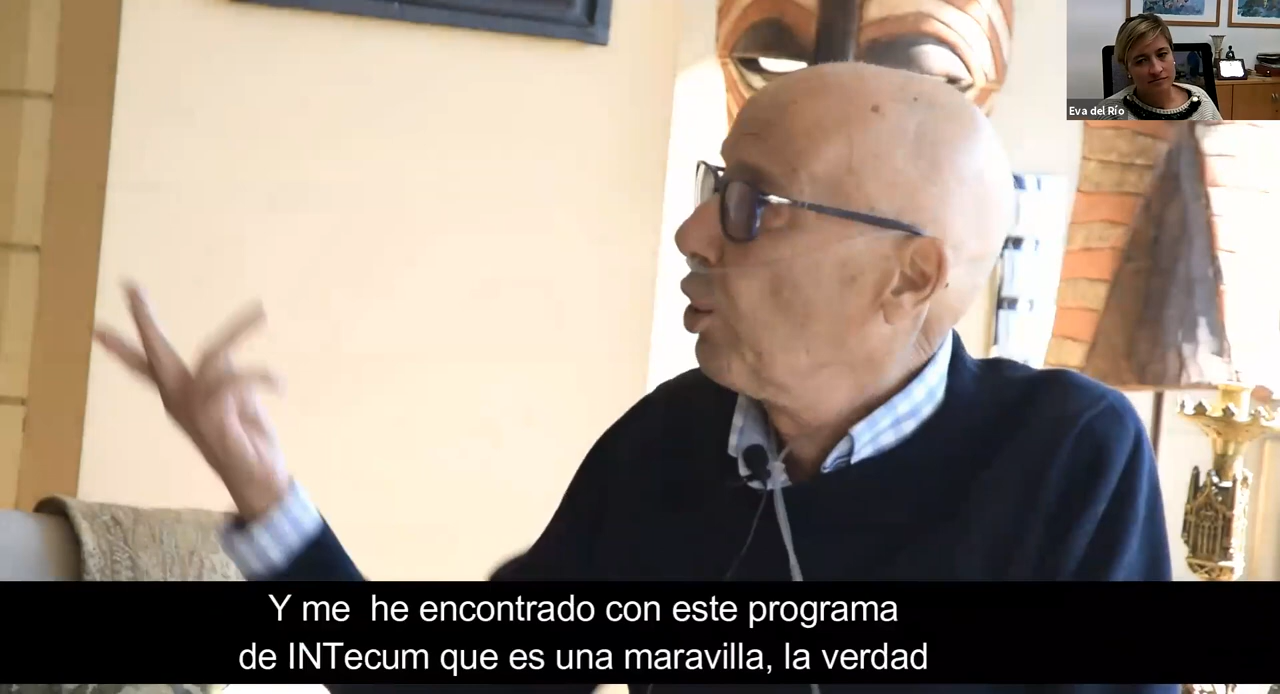 Eva del Río
Y me  he encontrado con este programa
de INTecum que es una maravilla, la verdad